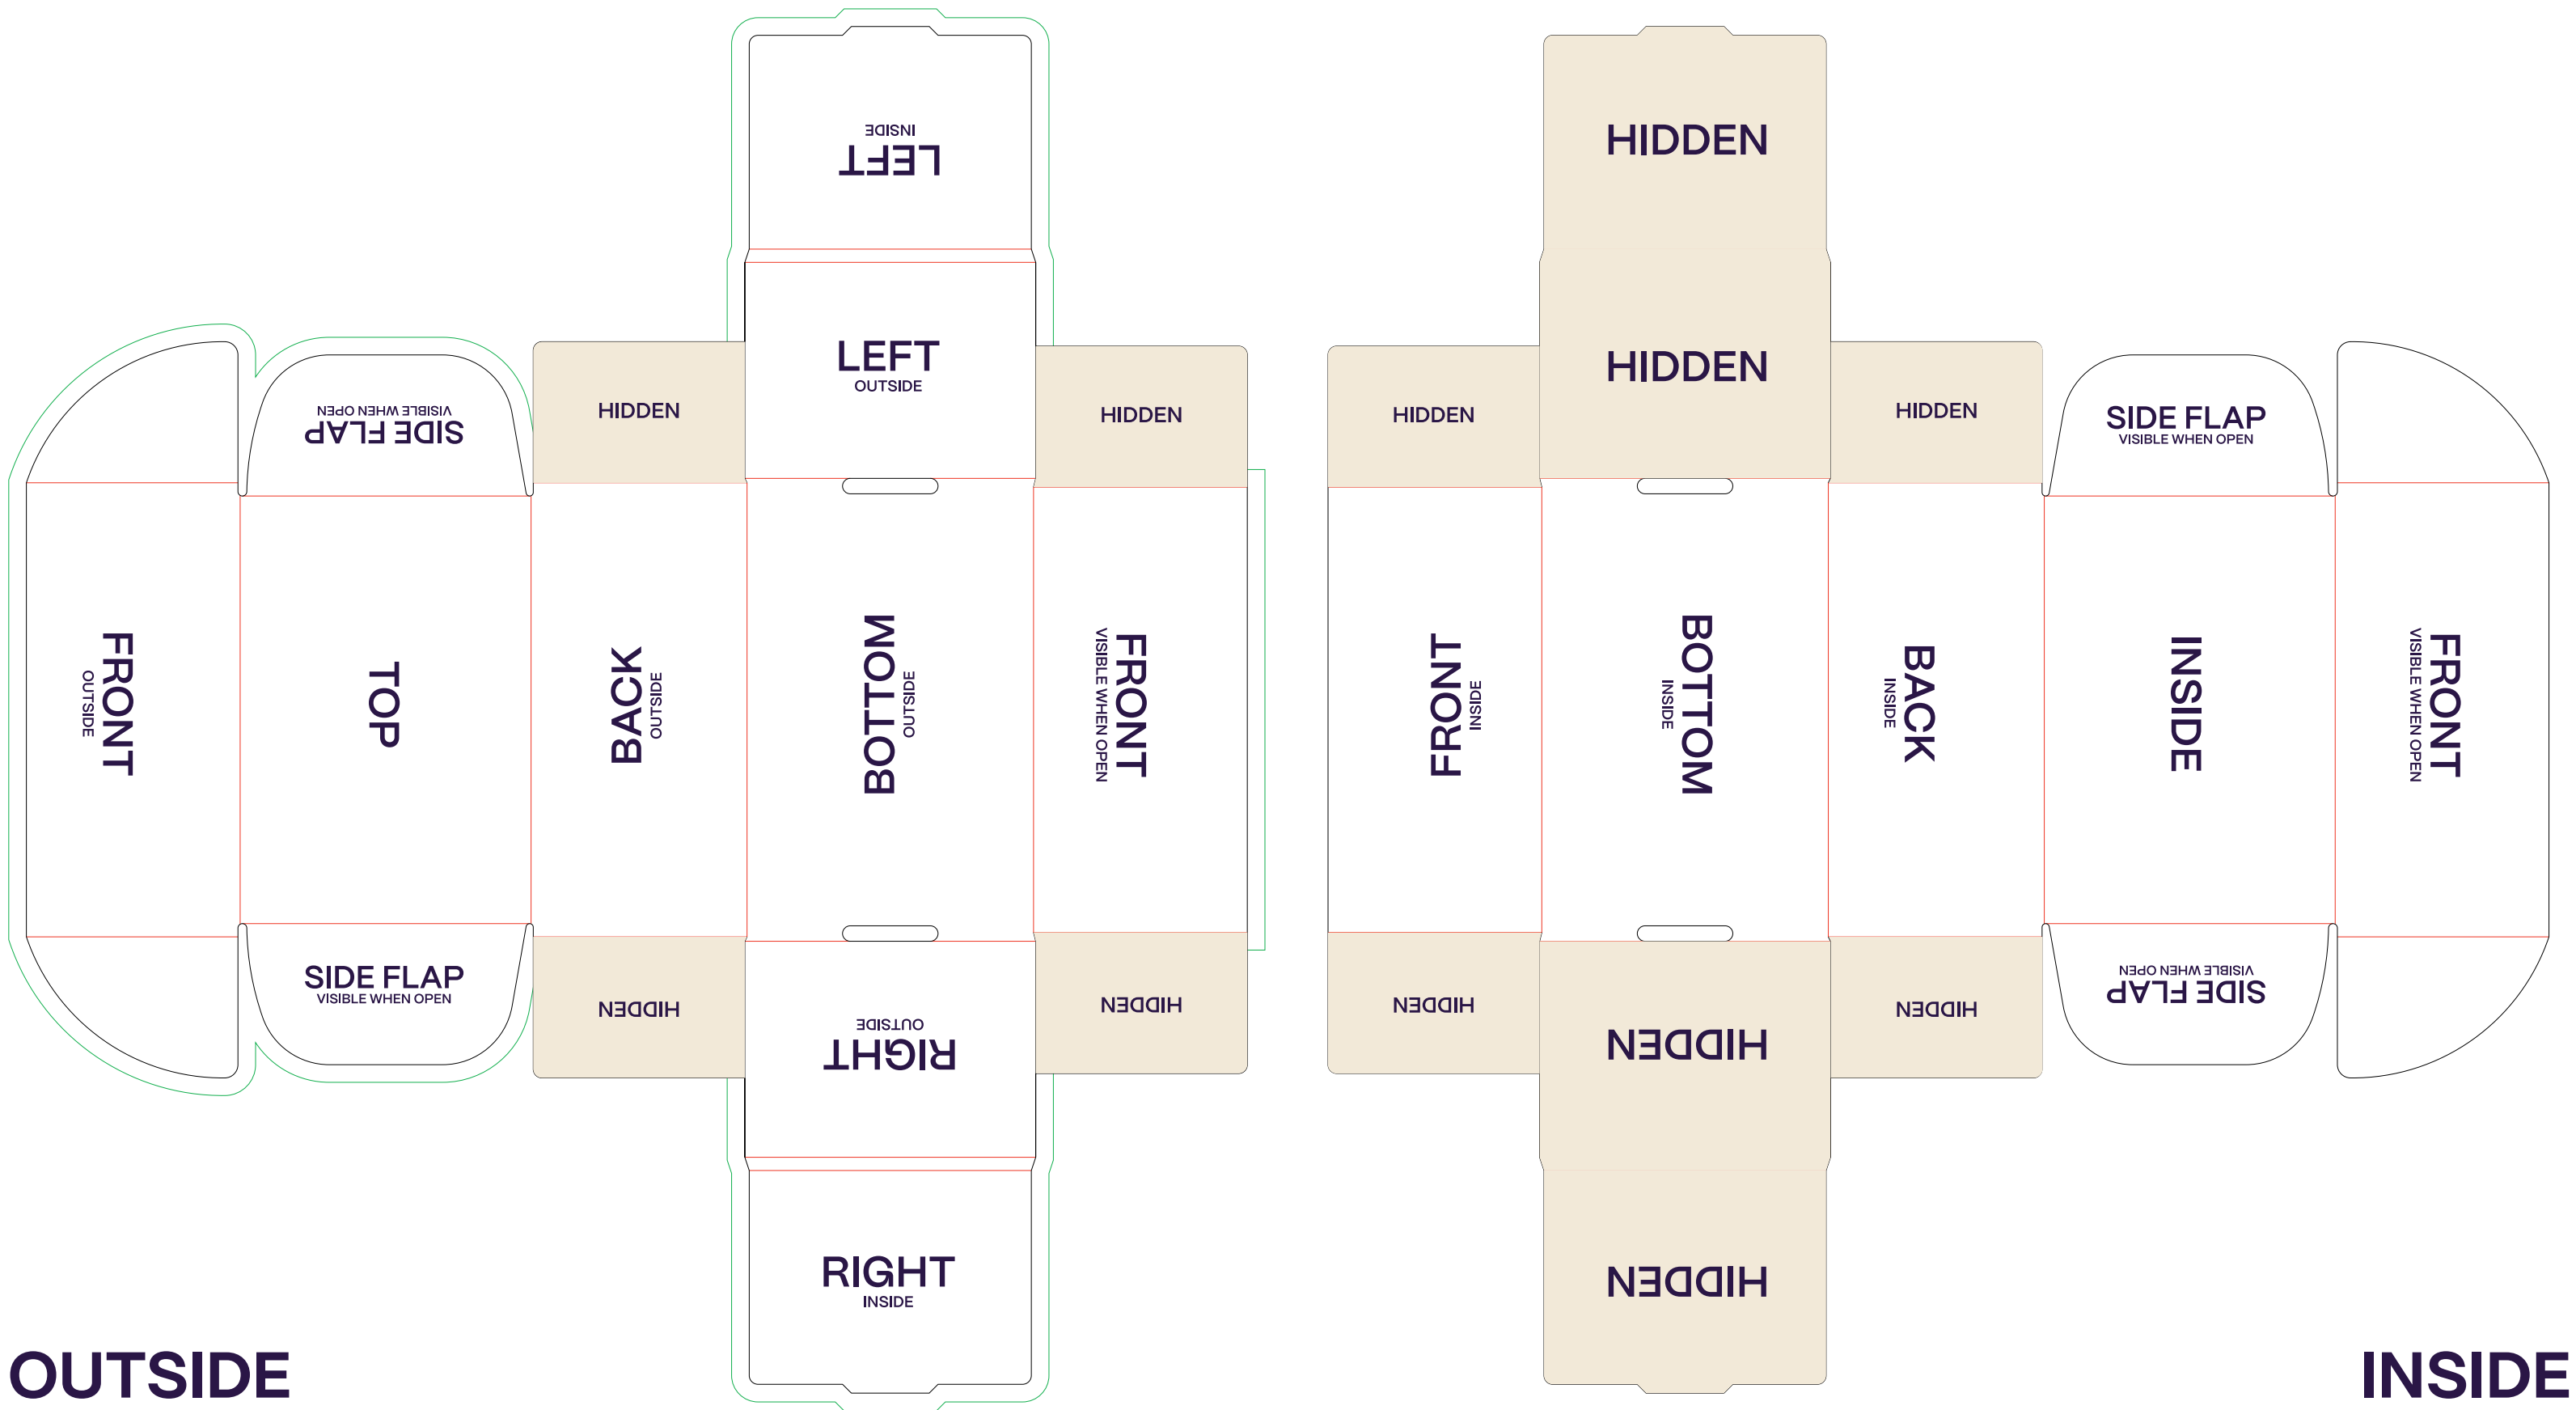 INSIDE
LEFT
LEFT
OUTSIDE
VISIBLE WHEN OPEN
SIDE FLAP
HIDDEN
HIDDEN
FRONT
OUTSIDE
TOP
BACK
OUTSIDE
BOTTOM
OUTSIDE
FRONT
VISIBLE WHEN OPEN
SIDE FLAP
VISIBLE WHEN OPEN
HIDDEN
HIDDEN
OUTSIDE
RIGHT
RIGHT
INSIDE
OUTSIDE
HIDDEN
HIDDEN
HIDDEN
HIDDEN
SIDE FLAP
VISIBLE WHEN OPEN
FRONT
INSIDE
BOTTOM
INSIDE
BACK
INSIDE
INSIDE
FRONT
VISIBLE WHEN OPEN
HIDDEN
HIDDEN
HIDDEN
VISIBLE WHEN OPEN
SIDE FLAP
HIDDEN
INSIDE